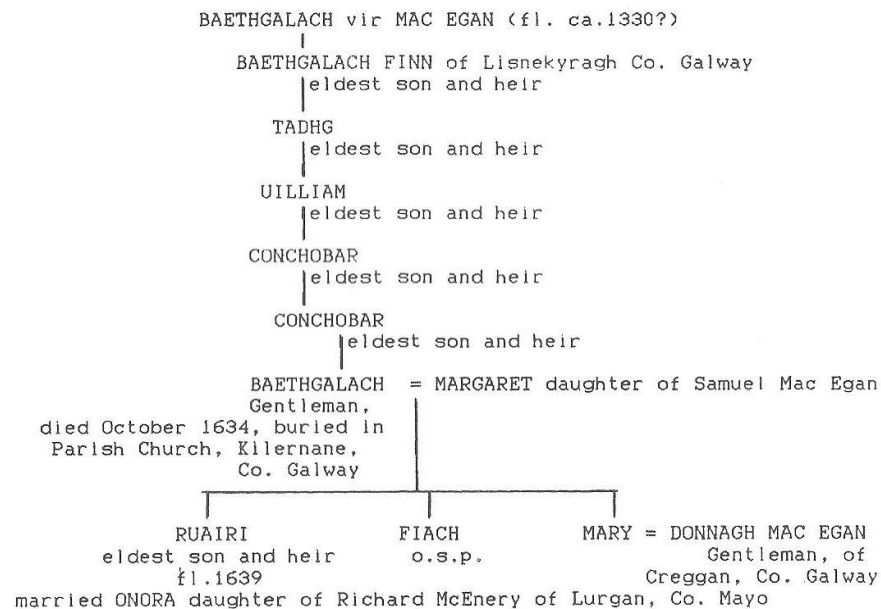 BAETHGALACH vir MAC EGAN (fl. ca.1330?)
BAETHGALACH FINN of Lisnekyragh Co. Galway
eldest son and heir
TADHG
eldest son and heir
UILLIAM
eldest son and heir
CONCHOBAR
eldest son and heir
CONCHOBAR
eldest son and heir
BAETHGALACH = MARGARET daughter of Samuel Mac Egan
Gentleman,
died October 1634, buried in
Parish Church, Kilernane,
Co. Galway
RUAIRI FIACH MARY = DONNAGH MAC EGAN
eldest son and heir o.s.p. Gentleman, of
fl.1639 Creggan, Co. Galway
married ONORA daughter of Richard McEnery of Lurgan, Co. Mayo